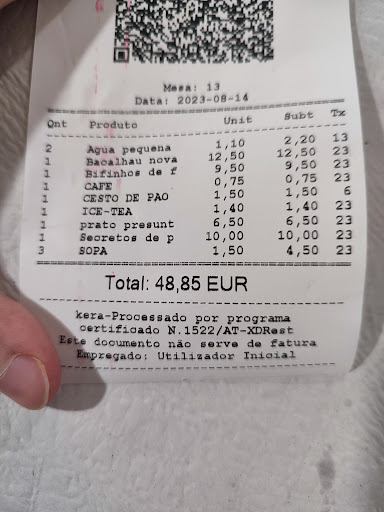 Mesa: 13
Data: 2023-08-14
Qnt Produto Unit Subt Tx
2 Agua pequena 1,10 2,20 13
1 Bacalhau nova 12,50 12,50 23
1 Bifinhos de f 9,50 9,50 23
1 CAFE 0,75 0,75 23
1 CESTO DE PAO 1,50 1,50 6
1 ICE-TEA 1,40 1,40 23
1 prato presunt 6,50 6,50 23
1 Secretos de p 10,00 10,00 23
3 SOPA 1,50 4,50 23
Total: 48,85 EUR
kera-Processado por programa
certificado N.1522/AT-XDRest
Este documento não serve de fatura
Empregado: Utilizador Inicial